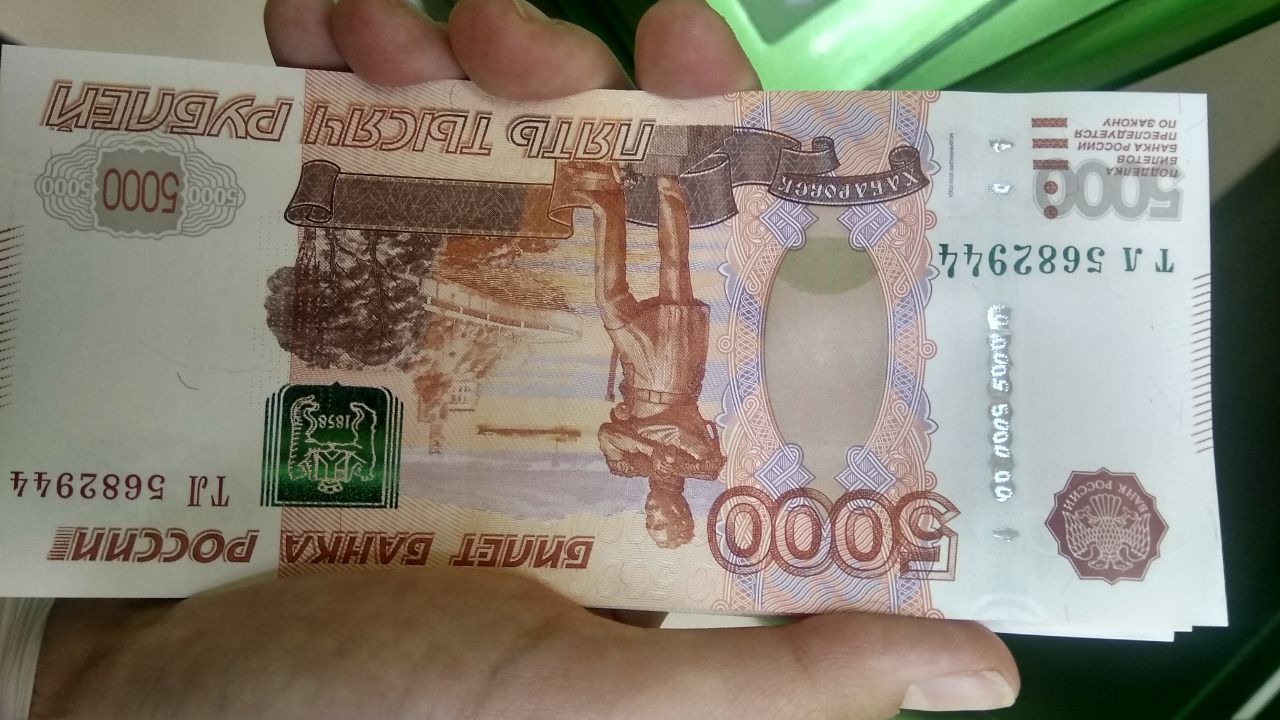 БИЛЕТ БАНКА РОССИИ
5000
БАНК РОССИИ
ТЛ 5682944
1858
ТЛ 5682944
5000 5000
ХАБАРОВСК
5000
ПОДДЕЛКА
БИЛЕТОВ
БАНКА РОССИИ
ПРЕСЛЕДУЕТСЯ
ПО ЗАКОНУ
5000 5000 5000
ПЯТЬ ТЫСЯЧ РУБЛЕЙ